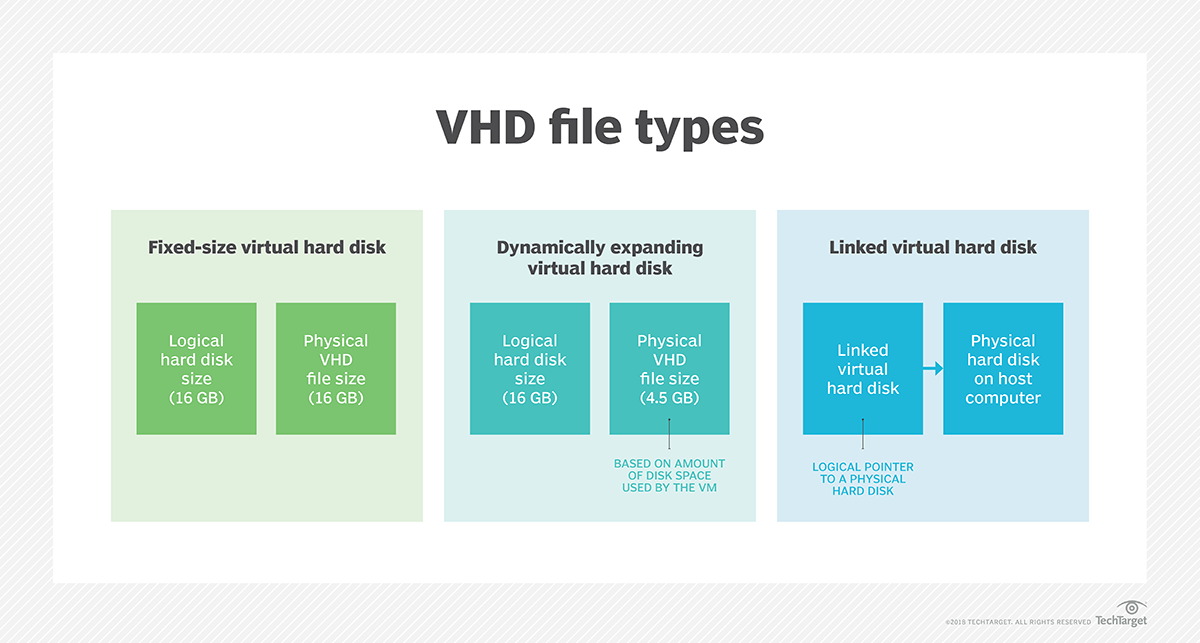 VHD file types
Fixed-size virtual hard disk
Logical
hard disk
size
(16 GB)
Physical
VHD
file size
(16 GB)
Dynamically expanding
virtual hard disk
Logical
hard disk
size
(16 GB)
Physical
VHD
file size
(4.5 GB)
BASED ON AMOUNT
OF DISK SPACE
USED BY THE VM
Linked virtual hard disk
Linked
virtual
hard disk
Physical
hard disk
on host
computer
LOGICAL POINTER
TO A PHYSICAL
HARD DISK
©2018 TECHTARGET. ALL RIGHTS RESERVED TechTarget